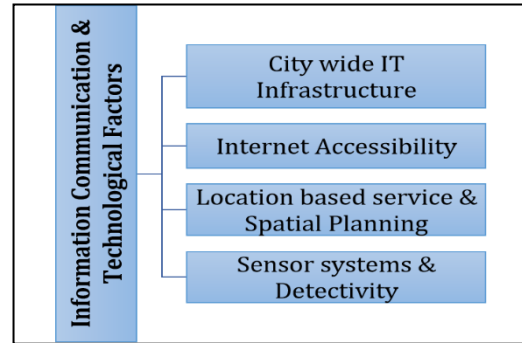 Information Communication &
Technological Factors
City wide IT
Infrastructure
Internet Accessibility
Location based service &
Spatial Planning
Sensor systems &
Detectivity